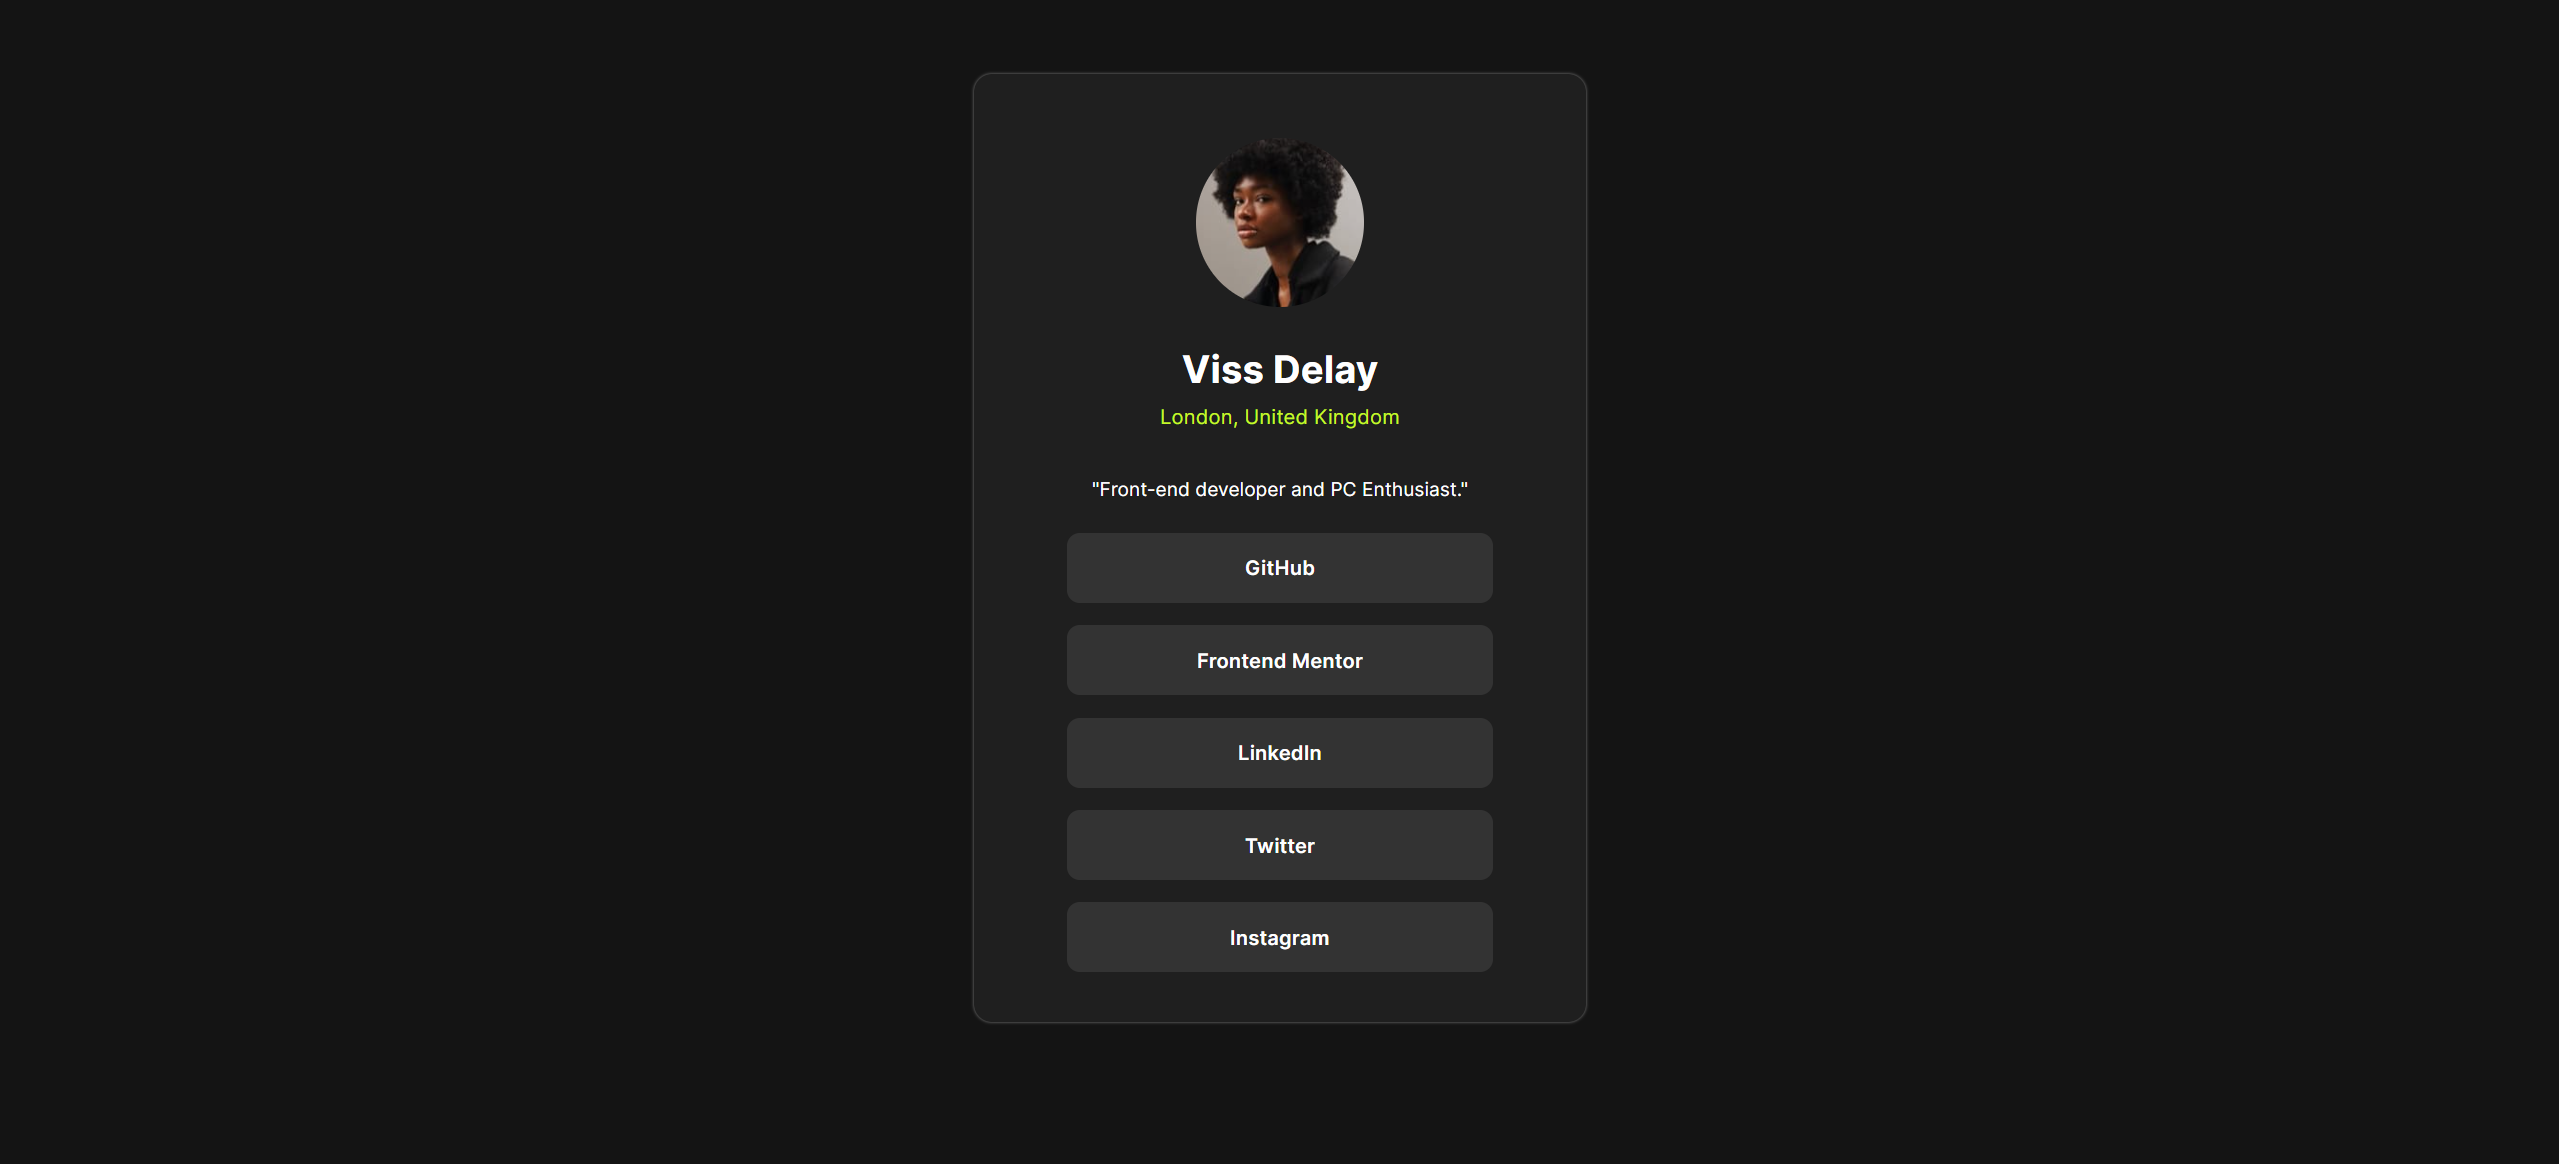 Viss Delay
London, United Kingdom
"Front-end developer and PC Enthusiast."
GitHub
Frontend Mentor
LinkedIn
Twitter
Instagram